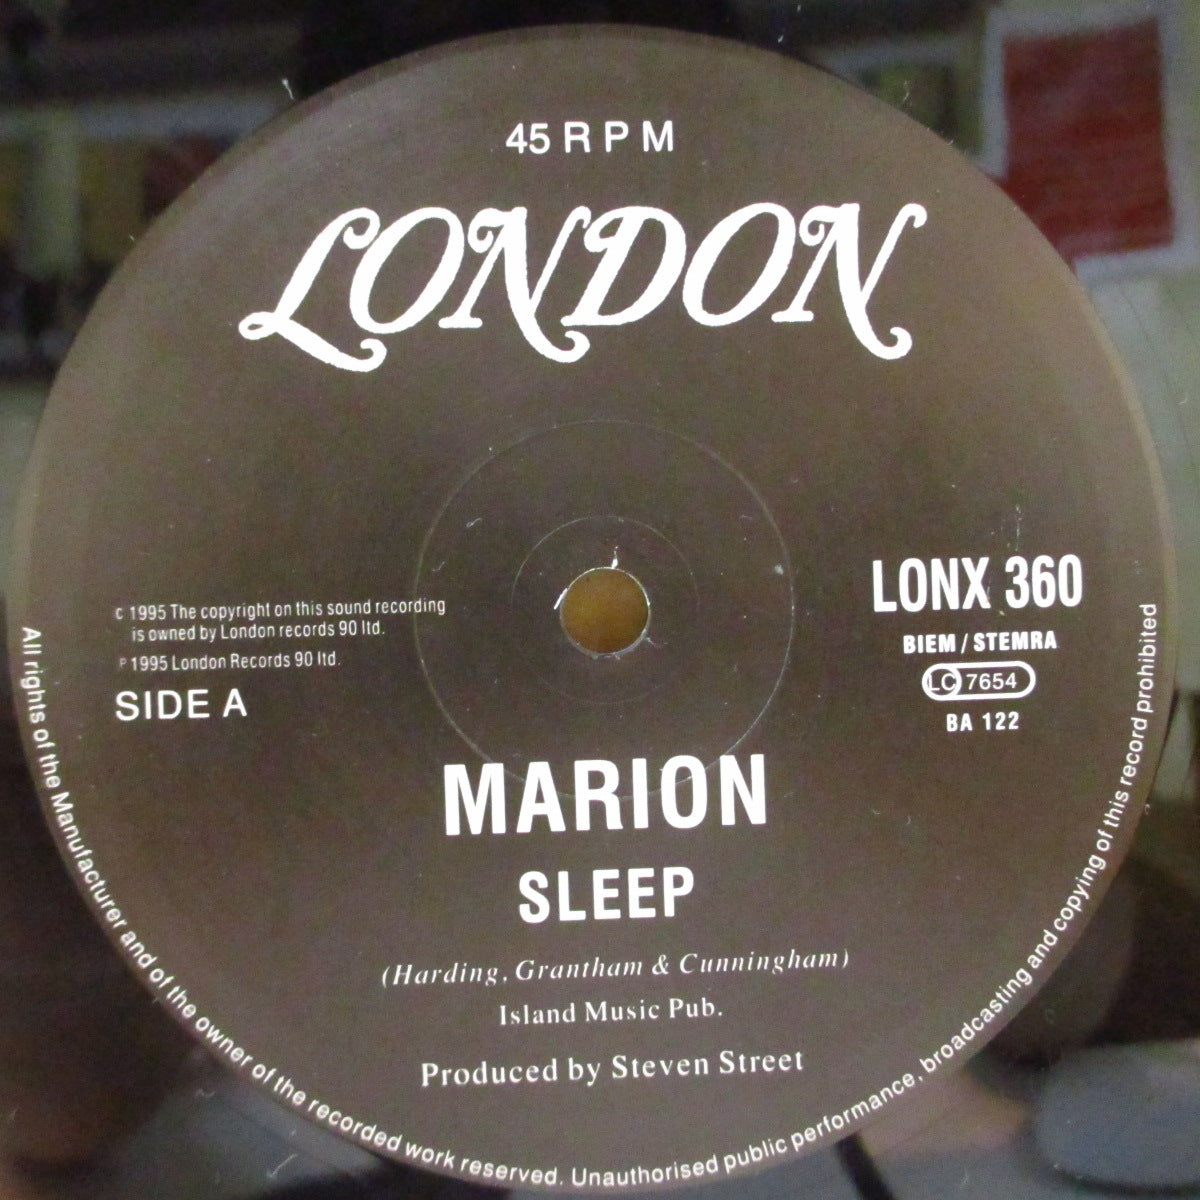 45 RPM
LONDON
LONX 360
BIEM / STEMRA
LC 7654
BA 122
C 1995 The copyright on this sound recording
is owned by London records 90 ltd.
P 1995 London Records 90 ltd.
SIDE A
MARION
SLEEP
(Harding, Grantham & Cunningham)
Island Music Pub.
Produced by Steven Street
All rights of the Manufacturer and of the owner of the recorded work reserved. Unauthorised public performance, broadcasting and copying of this record prohibited